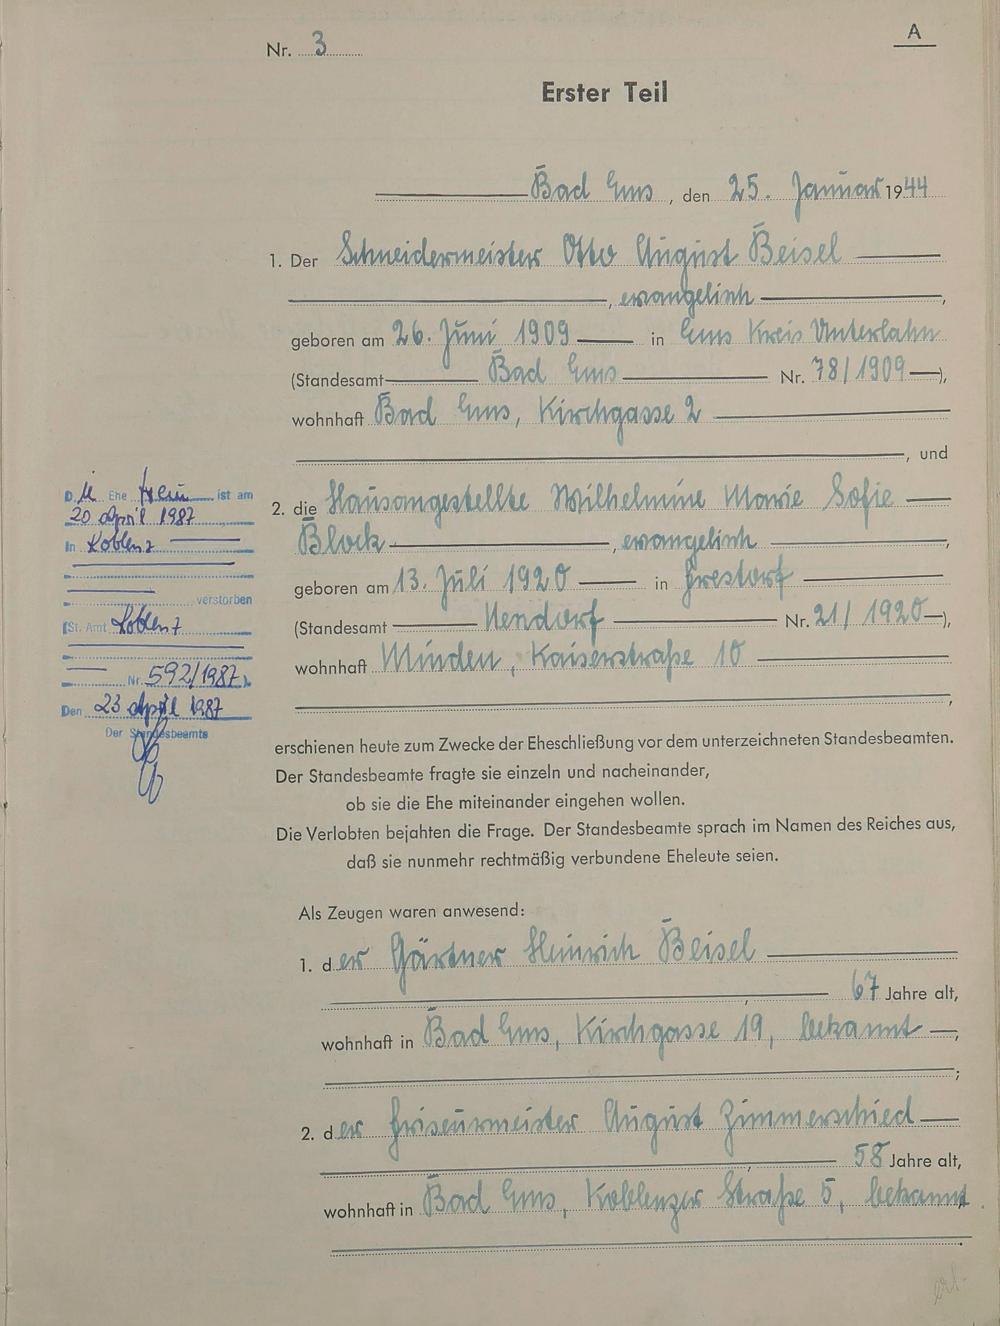 Nr. 3
A
Erster Teil
Bad Ems, den 25. Januar 1944
1. Der Schneidermeister Otto August Beisel
, evangelisch,
geboren am 26. Juni 1909 in Ems Kreis Unterlahn
(Standesamt Bad Ems Nr. 78/1909),
wohnhaft Bad Ems, Kirchgasse 2
, und
2. die Hausangestellte Wilhelmine Marie Sofie
Block, evangelisch,
geboren am 13. Juli 1920 in Frestorf
(Standesamt Nendorf Nr. 21/1920),
wohnhaft Minden, Kaiserstraße 10
,
erschienen heute zum Zwecke der Eheschließung vor dem unterzeichneten Standesbeamten.
Der Standesbeamte fragte sie einzeln und nacheinander,
ob sie die Ehe miteinander eingehen wollen.
Die Verlobten bejahten die Frage. Der Standesbeamte sprach im Namen des Reiches aus,
daß sie nunmehr rechtmäßig verbundene Eheleute seien.
Als Zeugen waren anwesend:
1. der Gärtner Heinrich Beisel
, 67 Jahre alt,
wohnhaft in Bad Ems, Kirchgasse 19, bekannt,
;
2. der Friseurmeister August Zimmerschied
, 58 Jahre alt,
wohnhaft in Bad Ems, Koblenzer Straße 5, bekannt
.
D. Ehefrau ist am
20 April 1987
In Koblenz
verstorben
(St. Amt Koblenz
Nr. 592/1987).
Den 23 April 1987
Der Standesbeamte